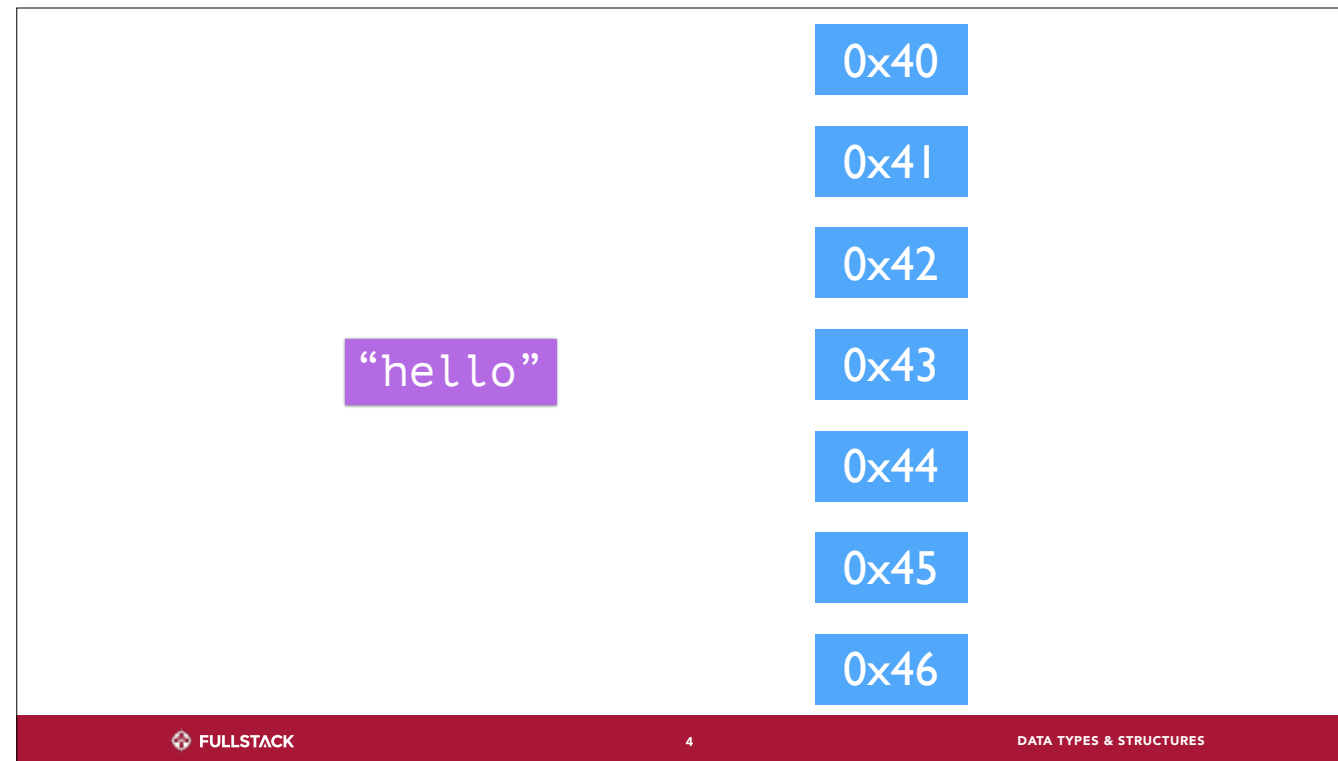 0x40
0x41
0x42
“hello”
0x43
0x44
0x45
0x46
FULLSTACK
4
DATA TYPES & STRUCTURES